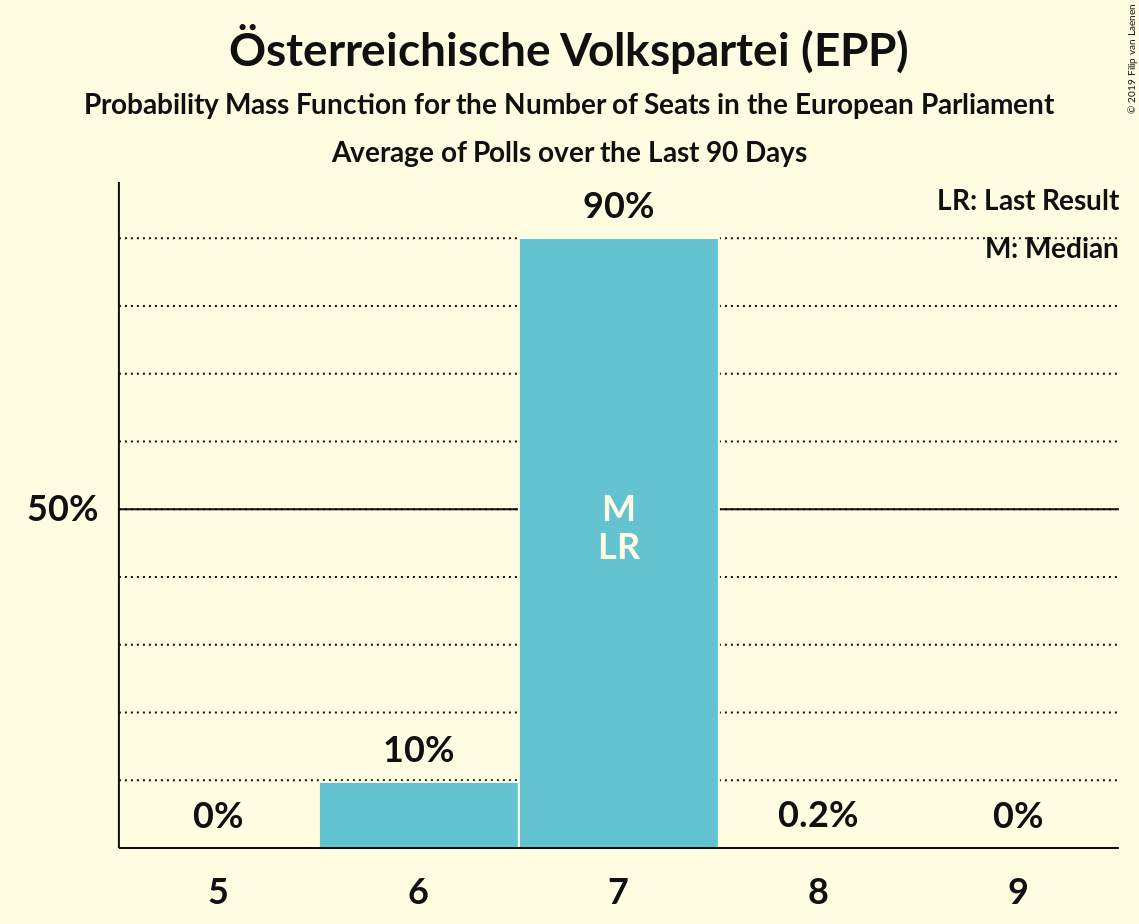 Österreichische Volkspartei (EPP)
Probability Mass Function for the Number of Seats in the European Parliament
Average of Polls over the Last 90 Days
© 2019 Filip van Laenen
LR: Last Result
M: Median
90%
50%
M
LR
10%
0%
0.2%
0%
5 6 7 8 9